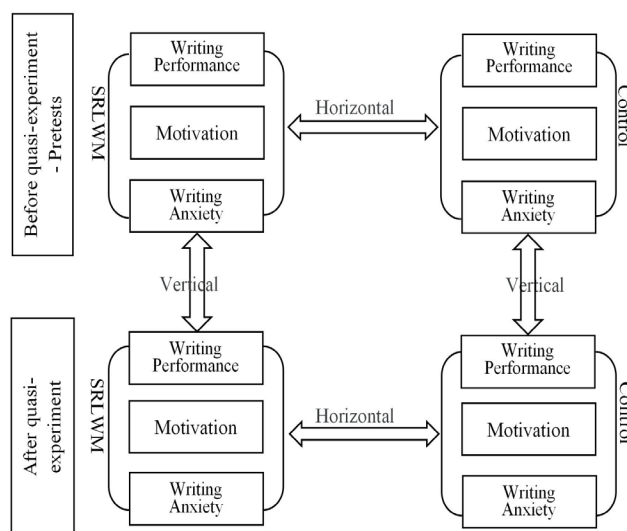 Before quasi-experiment
- Pretests
SRLWM
Writing
Performance
Motivation
Writing
Anxiety
Horizontal
Writing
Performance
Motivation
Writing
Anxiety
Control
Vertical
Vertical
After quasi-
experiment
SRLWM
Writing
Performance
Motivation
Writing
Anxiety
Horizontal
Writing
Performance
Motivation
Writing
Anxiety
Control